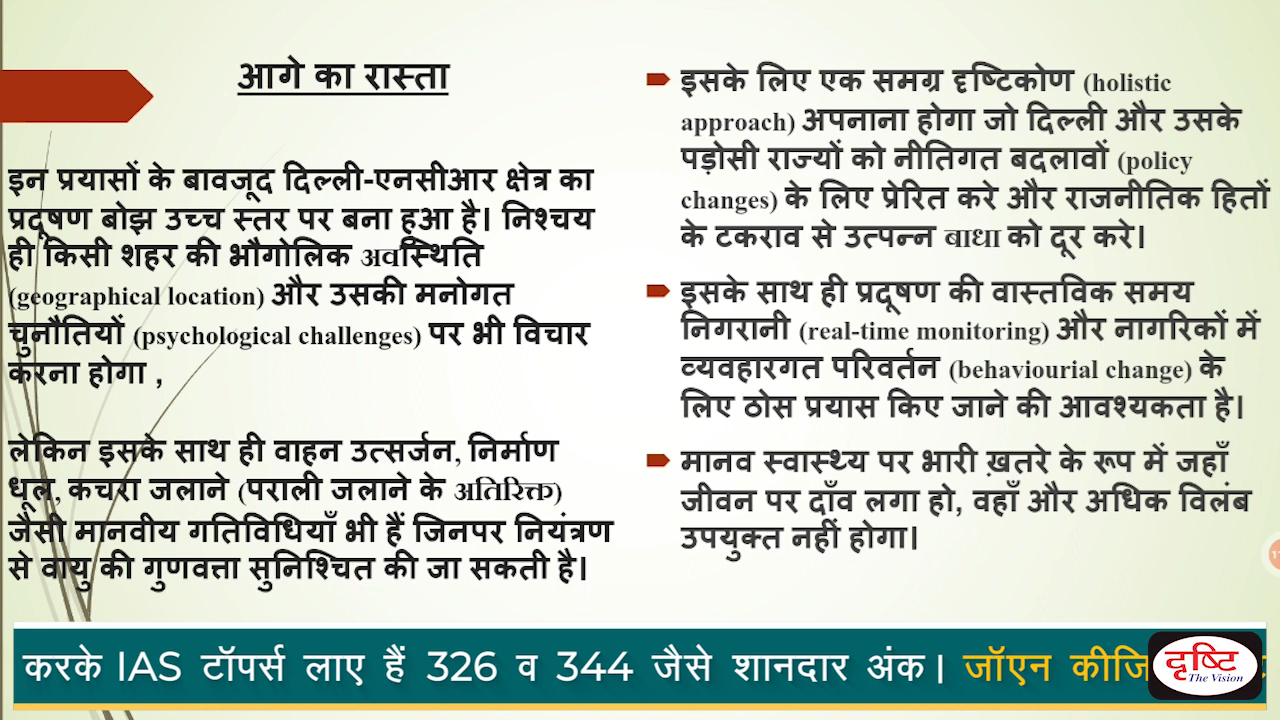 आगे का रास्ता
इन प्रयासों के बावजूद दिल्ली-एनसीआर क्षेत्र का
प्रदूषण बोझ उच्च स्तर पर बना हुआ है। निश्चय
ही किसी शहर की भौगोलिक अवस्थिति
(geographical location) और उसकी मनोगत
चुनौतियों (psychological challenges) पर भी विचार
करना होगा ,
लेकिन इसके साथ ही वाहन उत्सर्जन, निर्माण
धूल, कचरा जलाने (पराली जलाने के अतिरिक्त)
जैसी मानवीय गतिविधियाँ भी हैं जिनपर नियंत्रण
से वायु की गुणवत्ता सुनिश्चित की जा सकती है।
इसके लिए एक समग्र दृष्टिकोण (holistic
approach) अपनाना होगा जो दिल्ली और उसके
पड़ोसी राज्यों को नीतिगत बदलावों (policy
changes) के लिए प्रेरित करे और राजनीतिक हितों
के टकराव से उत्पन्न बाधा को दूर करे।
इसके साथ ही प्रदूषण की वास्तविक समय
निगरानी (real-time monitoring) और नागरिकों में
व्यवहारगत परिवर्तन (behaviourial change) के
लिए ठोस प्रयास किए जाने की आवश्यकता है।
मानव स्वास्थ्य पर भारी ख़तरे के रूप में जहाँ
जीवन पर दाँव लगा हो, वहाँ और अधिक विलंब
उपयुक्त नहीं होगा।
करके IAS टॉपर्स लाए हैं 326 व 344 जैसे शानदार अंक। जॉएन
दृष्टि
The Vision